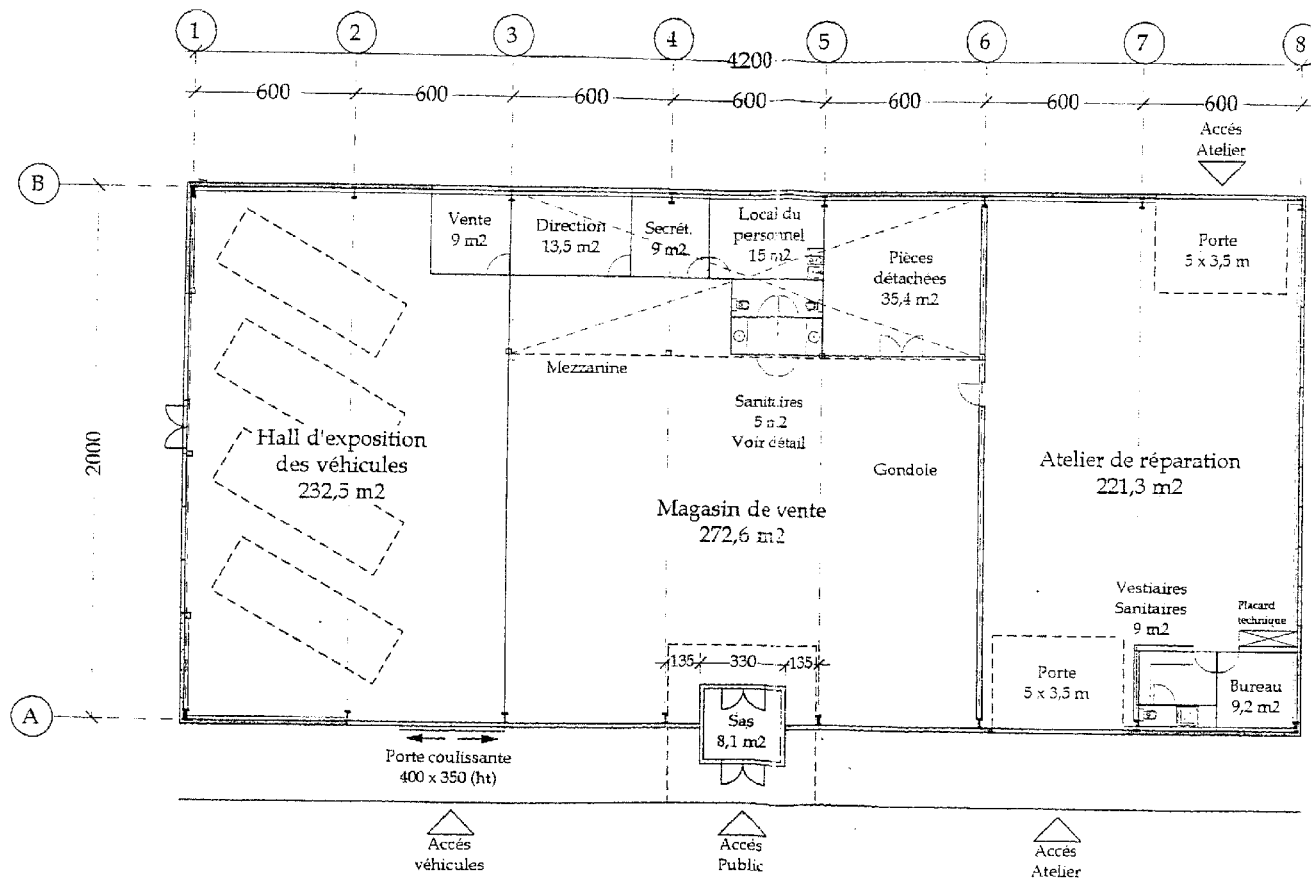 1 2 3 4 5 6 7 8
4200
600 600 600 600 600 600 600
Accés
Atelier
B
Vente
9 m2
Direction
13,5 m2
Secrét.
9 m2
Local du
personnel
15 m2
Pièces
détachées
35,4 m2
Porte
5 x 3,5 m
Mezzanine
Sanitaires
5 m2
Voir détail
2000
Hall d'exposition
des véhicules
232,5 m2
Gondole
Magasin de vente
272,6 m2
Atelier de réparation
221,3 m2
Vestiaires
Sanitaires
9 m2
Placard
technique
135 330 135
Porte
5 x 3,5 m
Bureau
9,2 m2
A
Sas
8,1 m2
Porte coulissante
400 x 350 (ht)
Accés
véhicules
Accés
Public
Accés
Atelier